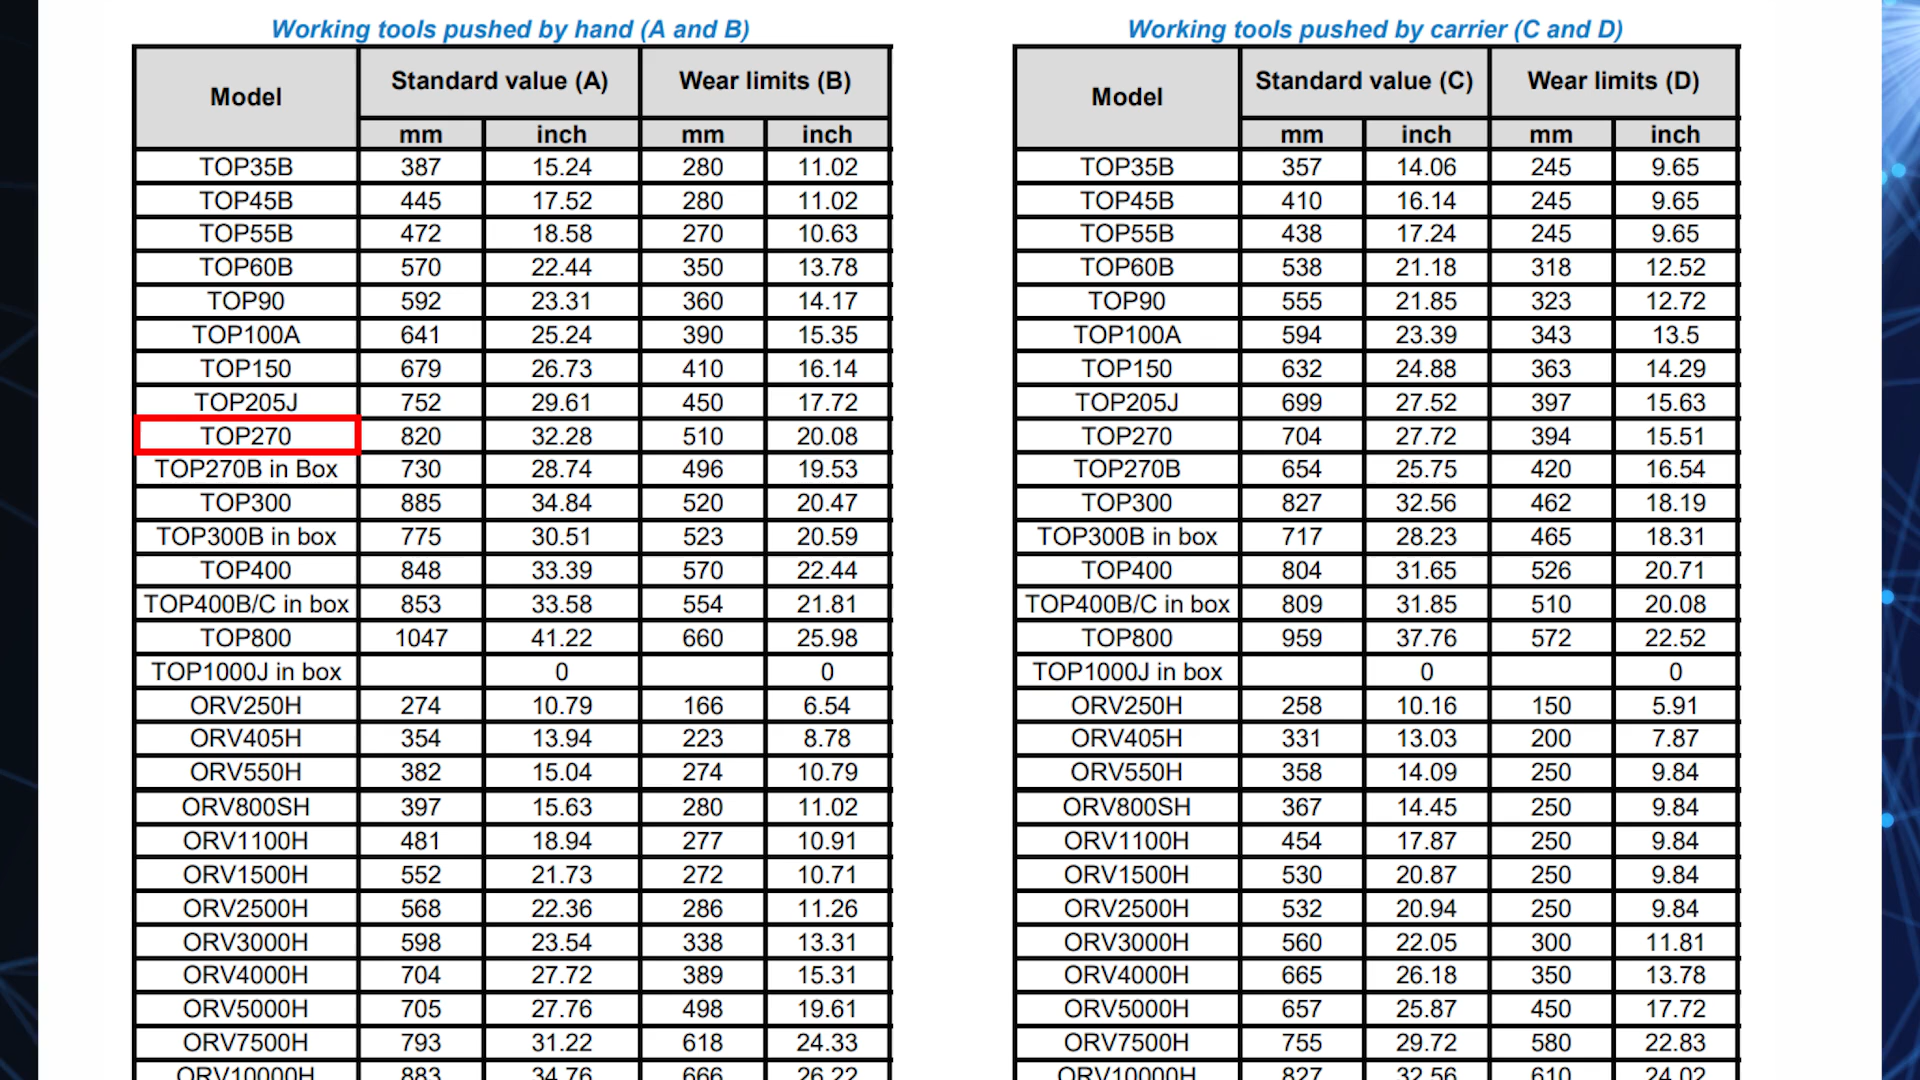 Working tools pushed by hand (A and B)
Model Standard value (A) Wear limits (B)
mm inch mm inch
TOP35B 387 15.24 280 11.02
TOP45B 445 17.52 280 11.02
TOP55B 472 18.58 270 10.63
TOP60B 570 22.44 350 13.78
TOP90 592 23.31 360 14.17
TOP100A 641 25.24 390 15.35
TOP150 679 26.73 410 16.14
TOP205J 752 29.61 450 17.72
TOP270 820 32.28 510 20.08
TOP270B in Box 730 28.74 496 19.53
TOP300 885 34.84 520 20.47
TOP300B in box 775 30.51 523 20.59
TOP400 848 33.39 570 22.44
TOP400B/C in box 853 33.58 554 21.81
TOP800 1047 41.22 660 25.98
TOP1000J in box 0 0
ORV250H 274 10.79 166 6.54
ORV405H 354 13.94 223 8.78
ORV550H 382 15.04 274 10.79
ORV800SH 397 15.63 280 11.02
ORV1100H 481 18.94 277 10.91
ORV1500H 552 21.73 272 10.71
ORV2500H 568 22.36 286 11.26
ORV3000H 598 23.54 338 13.31
ORV4000H 704 27.72 389 15.31
ORV5000H 705 27.76 498 19.61
ORV7500H 793 31.22 618 24.33
ORV10000H 883 34.76 666 26.22
Working tools pushed by carrier (C and D)
Model Standard value (C) Wear limits (D)
mm inch mm inch
TOP35B 357 14.06 245 9.65
TOP45B 410 16.14 245 9.65
TOP55B 438 17.24 245 9.65
TOP60B 538 21.18 318 12.52
TOP90 555 21.85 323 12.72
TOP100A 594 23.39 343 13.5
TOP150 632 24.88 363 14.29
TOP205J 699 27.52 397 15.63
TOP270 704 27.72 394 15.51
TOP270B 654 25.75 420 16.54
TOP300 827 32.56 462 18.19
TOP300B in box 717 28.23 465 18.31
TOP400 804 31.65 526 20.71
TOP400B/C in box 809 31.85 510 20.08
TOP800 959 37.76 572 22.52
TOP1000J in box 0 0
ORV250H 258 10.16 150 5.91
ORV405H 331 13.03 200 7.87
ORV550H 358 14.09 250 9.84
ORV800SH 367 14.45 250 9.84
ORV1100H 454 17.87 250 9.84
ORV1500H 530 20.87 250 9.84
ORV2500H 532 20.94 250 9.84
ORV3000H 560 22.05 300 11.81
ORV4000H 665 26.18 350 13.78
ORV5000H 657 25.87 450 17.72
ORV7500H 755 29.72 580 22.83
ORV10000H 827 32.56 610 24.02